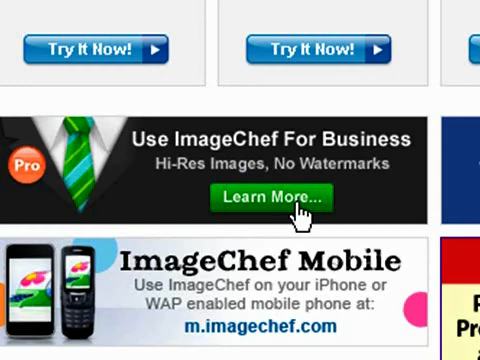 Try It Now!
Try It Now!
Use ImageChef For Business
Pro
Hi-Res Images, No Watermarks
Learn More...
ImageChef Mobile
Use ImageChef on your iPhone or
WAP enabled mobile phone at:
m.imagechef.com